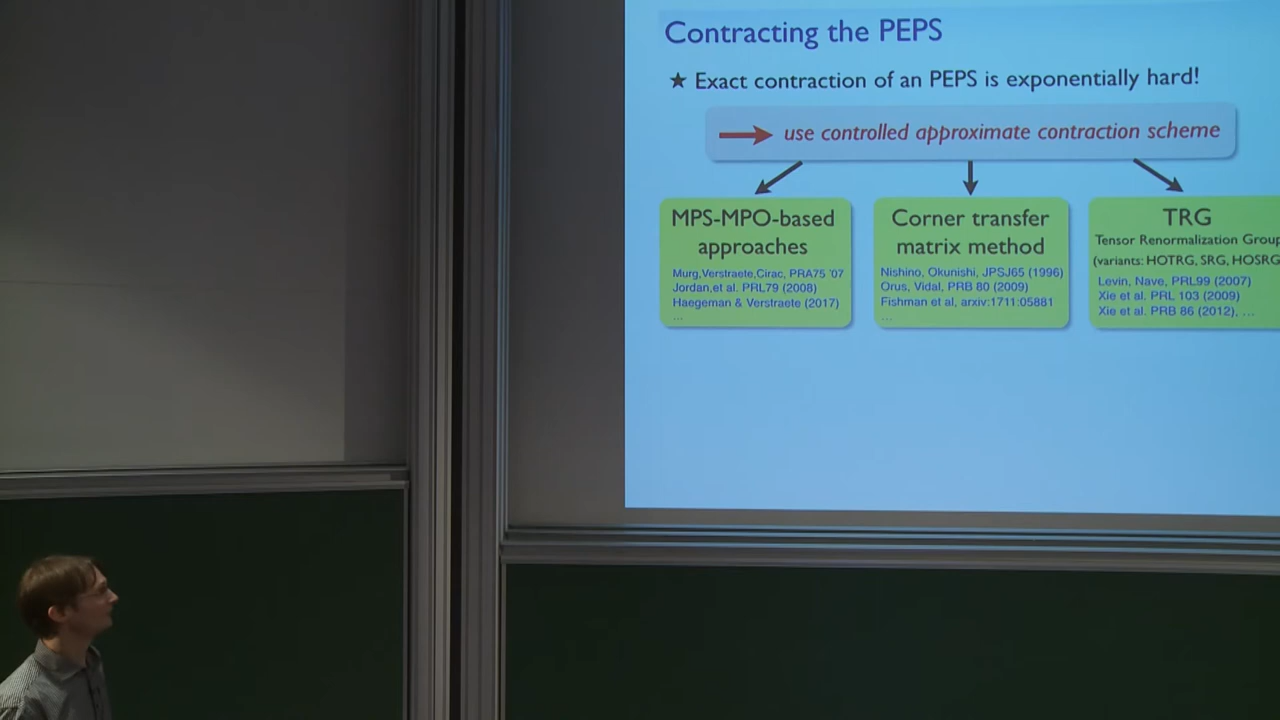 Contracting the PEPS
★ Exact contraction of an PEPS is exponentially hard!
use controlled approximate contraction scheme
MPS-MPO-based
approaches
Murg,Verstraete,Cirac, PRA75 '07
Jordan,et al. PRL79 (2008)
Haegeman & Verstraete (2017)
...
Corner transfer
matrix method
Nishino, Okunishi, JPSJ65 (1996)
Orus, Vidal, PRB 80 (2009)
Fishman et al, arxiv:1711:05881
...
TRG
Tensor Renormalization Group
(variants: HOTRG, SRG, HOSRG
Levin, Nave, PRL99 (2007)
Xie et al. PRL 103 (2009)
Xie et al. PRB 86 (2012), ...